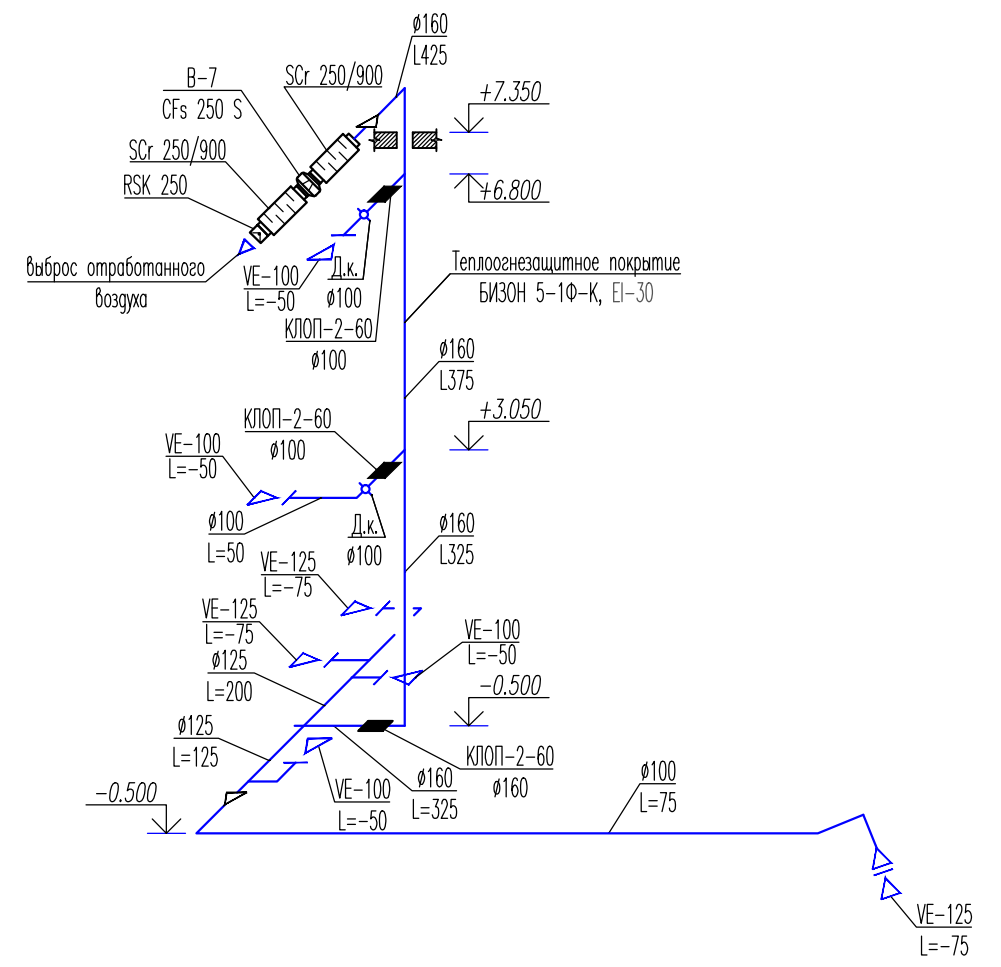 ø160
L425
SCr 250/900
B-7
CFs 250 S
SCr 250/900
RSK 250
выброс отработанного
воздуха
+7.350
+6.800
VE-100
L=-50
Д.к.
ø100
КЛОП-2-60
ø100
Теплоогнезащитное покрытие
БИЗОН 5-1Ф-К, EI-30
ø160
L375
+3.050
КЛОП-2-60
ø100
VE-100
L=-50
ø100
L=50
Д.к.
ø100
ø160
L325
VE-125
L=-75
VE-125
L=-75
VE-100
L=-50
ø125
L=200
-0.500
ø125
L=125
КЛОП-2-60
ø160
VE-100
L=-50
ø160
L=325
ø100
L=75
-0.500
VE-125
L=-75